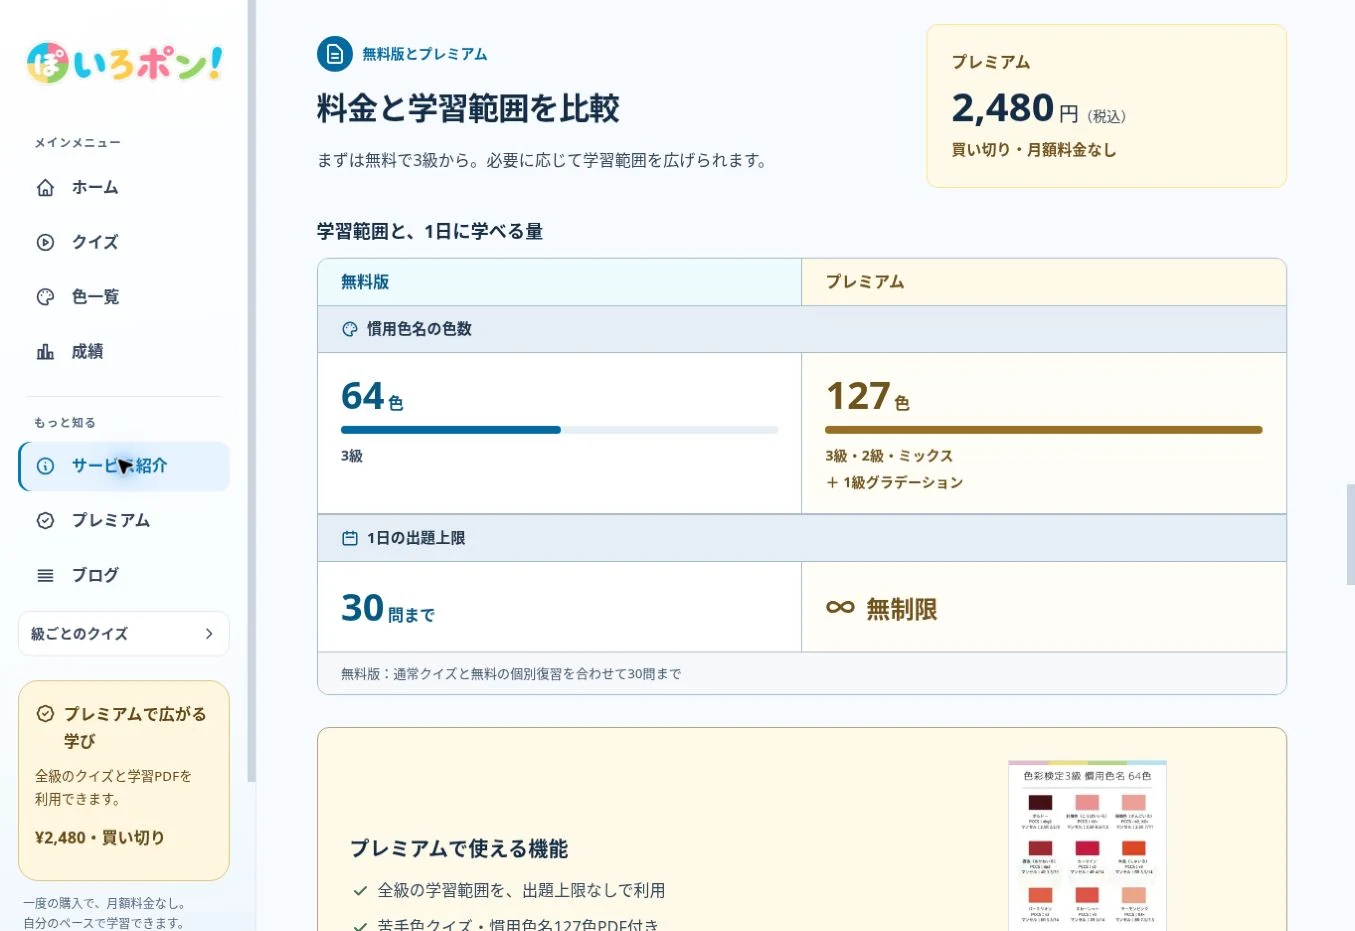 ぽいろポン!
メインメニュー
ホーム
クイズ
色一覧
成績
もっと知る
サービス紹介
プレミアム
ブログ
級ごとのクイズ
プレミアムで広がる
学び
全級のクイズと学習PDFを
利用できます。
¥2,480・買い切り
一度の購入で、月額料金なし。
自分のペースで学習できます。
無料版とプレミアム
料金と学習範囲を比較
まずは無料で3級から。必要に応じて学習範囲を広げられます。
プレミアム
2,480円（税込）
買い切り・月額料金なし
学習範囲と、1日に学べる量
無料版
プレミアム
慣用色名の色数
64色
3級
127色
3級・2級・ミックス
＋ 1級グラデーション
1日の出題上限
30問まで
∞ 無制限
無料版：通常クイズと無料の個別復習を合わせて30問まで
プレミアムで使える機能
全級の学習範囲を、出題上限なしで利用
苦手色クイズ・慣用色名127色PDF付き
色彩検定3級 慣用色名 64色